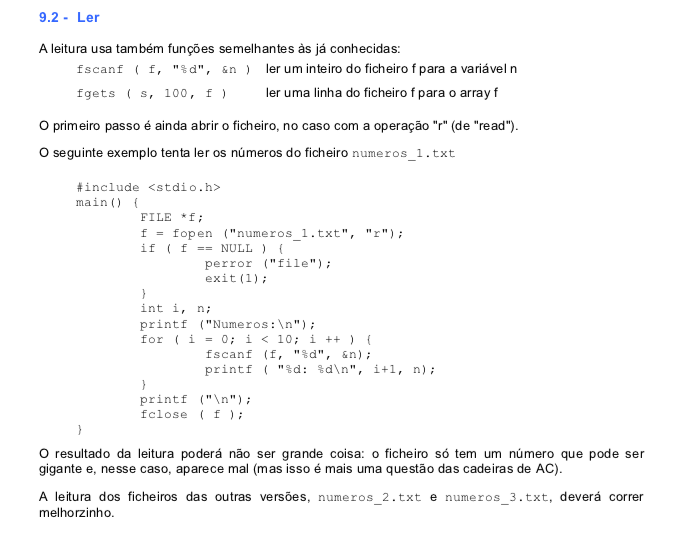 9.2 - Ler
A leitura usa também funções semelhantes às já conhecidas:
fscanf ( f, "%d", &n ) ler um inteiro do ficheiro f para a variável n
fgets ( s, 100, f ) ler uma linha do ficheiro f para o array f
O primeiro passo é ainda abrir o ficheiro, no caso com a operação "r" (de "read").
O seguinte exemplo tenta ler os números do ficheiro numeros_1.txt
#include <stdio.h>
main() {
FILE *f;
f = fopen ("numeros_1.txt", "r");
if ( f == NULL ) {
perror ("file");
exit(1);
}
int i, n;
printf ("Numeros:\n");
for ( i = 0; i < 10; i ++ ) {
fscanf (f, "%d", &n);
printf ( "%d: %d\n", i+1, n);
}
printf ("\n");
fclose ( f );
}
O resultado da leitura poderá não ser grande coisa: o ficheiro só tem um número que pode ser
gigante e, nesse caso, aparece mal (mas isso é mais uma questão das cadeiras de AC).
A leitura dos ficheiros das outras versões, numeros_2.txt e numeros_3.txt, deverá correr
melhorzinho.